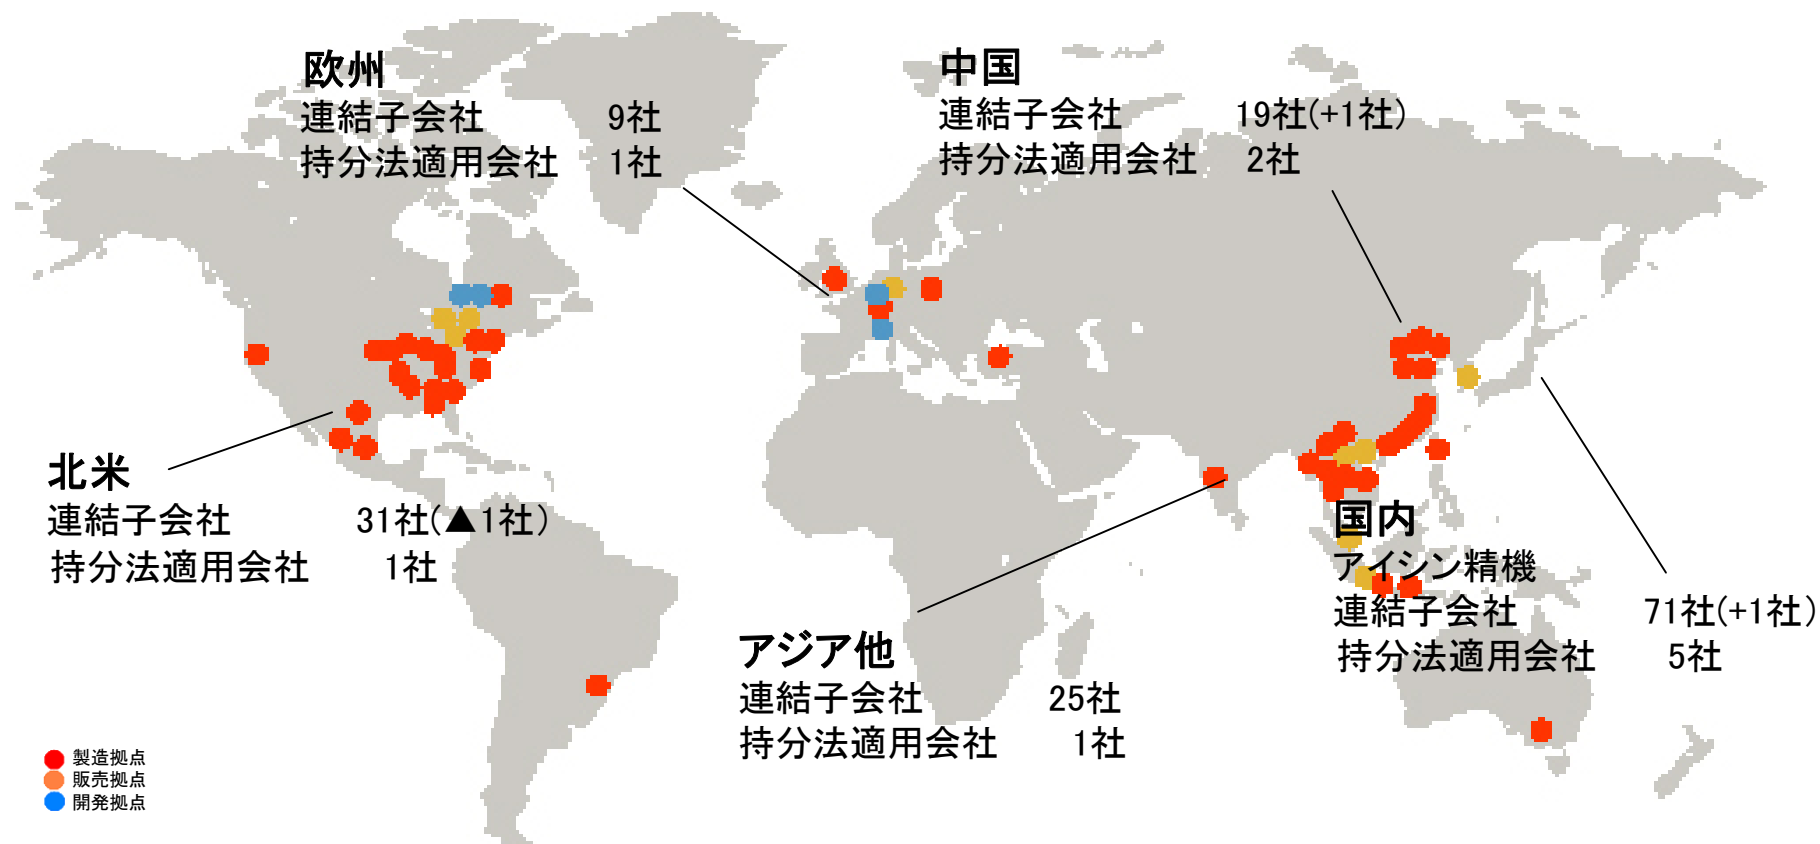 欧州
連結子会社 9社
持分法適用会社 1社
中国
連結子会社 19社(+1社)
持分法適用会社 2社
北米
連結子会社 31社(▲1社)
持分法適用会社 1社
国内
アイシン精機
連結子会社 71社(+1社)
持分法適用会社 5社
アジア他
連結子会社 25社
持分法適用会社 1社
製造拠点
販売拠点
開発拠点